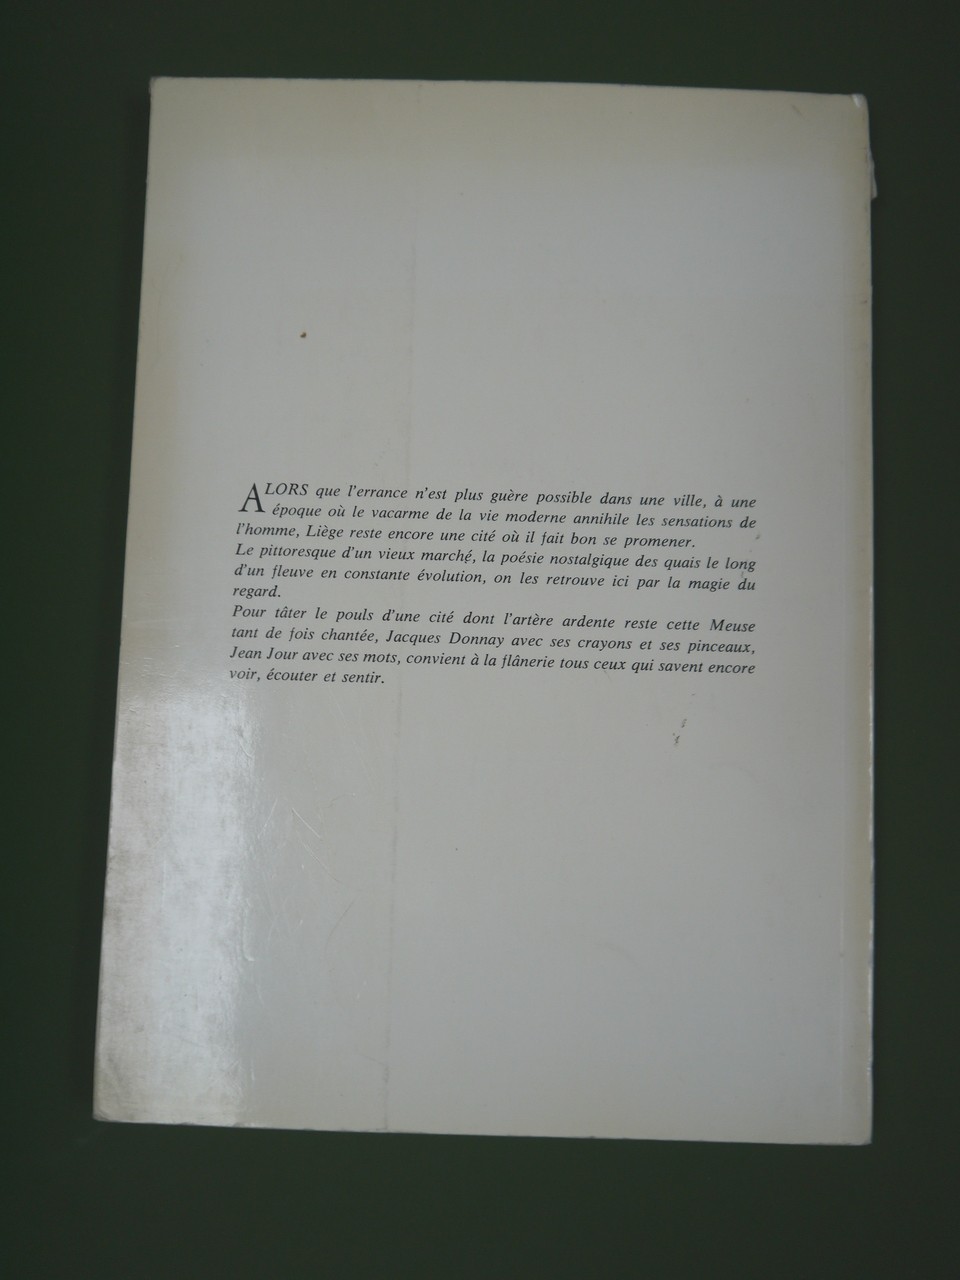 ALORS que l'errance n'est plus guère possible dans une ville, à une
époque où le vacarme de la vie moderne annihile les sensations de
l'homme, Liège reste encore une cité où il fait bon se promener.
Le pittoresque d'un vieux marché, la poésie nostalgique des quais le long
d'un fleuve en constante évolution, on les retrouve ici par la magie du
regard.
Pour tâter le pouls d'une cité dont l'artère ardente reste cette Meuse
tant de fois chantée, Jacques Donnay avec ses crayons et ses pinceaux,
Jean Jour avec ses mots, convient à la flânerie tous ceux qui savent encore
voir, écouter et sentir.